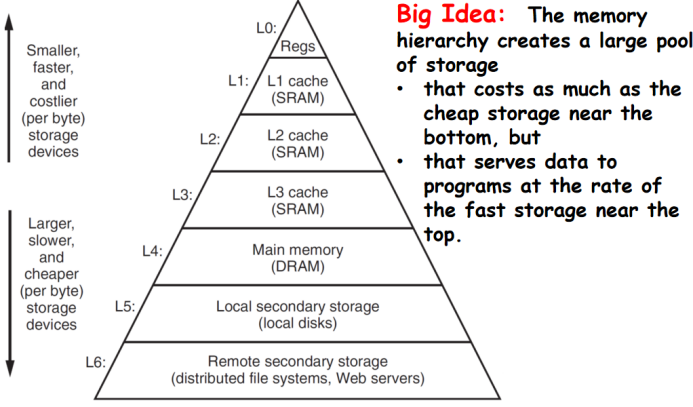 Smaller,
faster,
and
costlier
(per byte)
storage
devices
Larger,
slower,
and
cheaper
(per byte)
storage
devices
L0:
Regs
L1:
L1 cache
(SRAM)
L2:
L2 cache
(SRAM)
L3:
L3 cache
(SRAM)
L4:
Main memory
(DRAM)
L5:
Local secondary storage
(local disks)
L6:
Remote secondary storage
(distributed file systems, Web servers)
Big Idea: The memory
hierarchy creates a large pool
of storage
• that costs as much as the
cheap storage near the
bottom, but
• that serves data to
programs at the rate of
the fast storage near the
top.